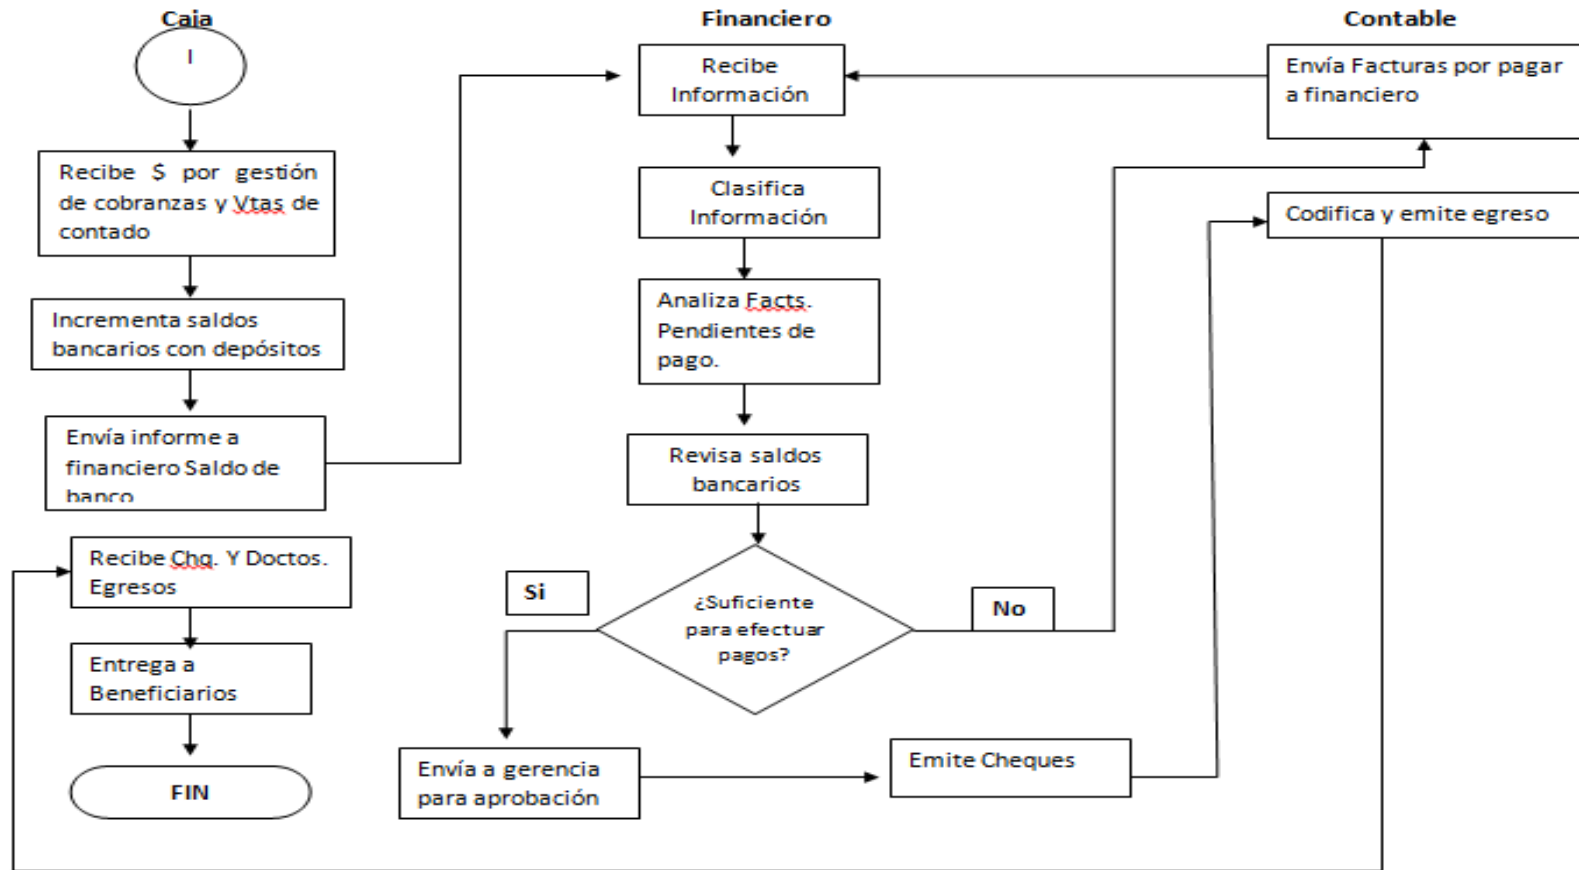 Caja
Financiero
Contable
I
Recibe
Información
Envía Facturas por pagar
a financiero
Recibe $ por gestión
de cobranzas y Vtas de
contado
Clasifica
Información
Codifica y emite egreso
Incrementa saldos
bancarios con depósitos
Analiza Facts.
Pendientes de
pago.
Envía informe a
financiero Saldo de
banco
Revisa saldos
bancarios
Recibe Chq. Y Doctos.
Egresos
Si
¿Suficiente
para efectuar
pagos?
No
Entrega a
Beneficiarios
FIN
Envía a gerencia
para aprobación
Emite Cheques